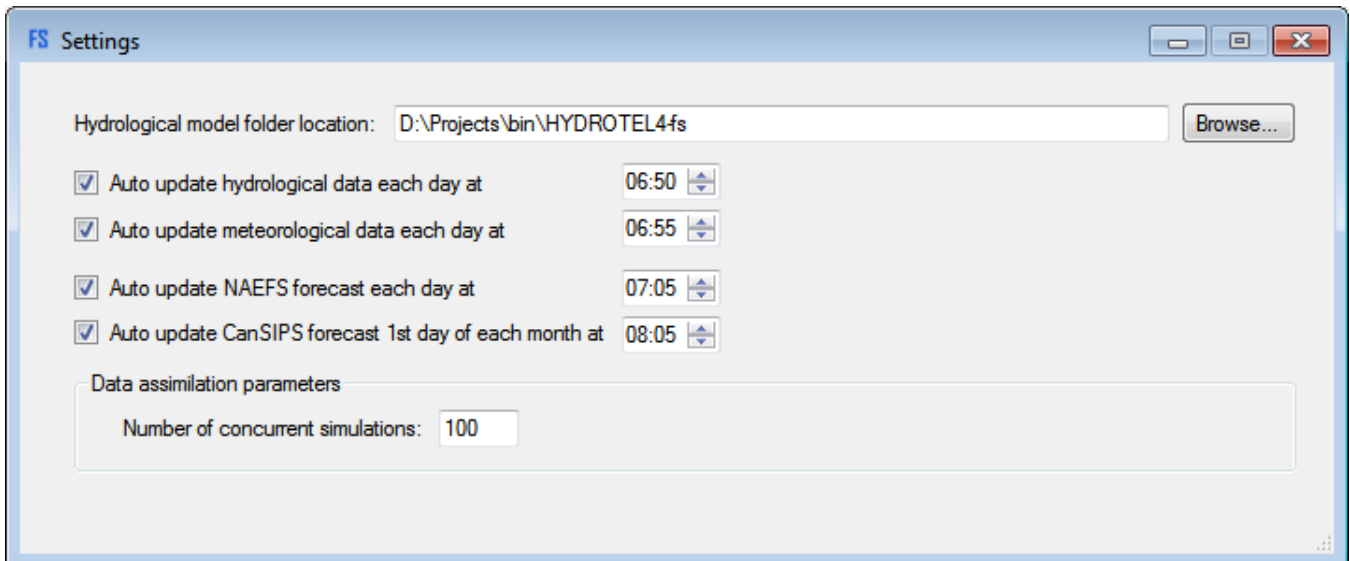 FS Settings
Hydrological model folder location: D:\Projects\bin\HYDROTEL4-fs Browse...
Auto update hydrological data each day at 06:50
Auto update meteorological data each day at 06:55
Auto update NAEFS forecast each day at 07:05
Auto update CanSIPS forecast 1st day of each month at 08:05
Data assimilation parameters
Number of concurrent simulations: 100